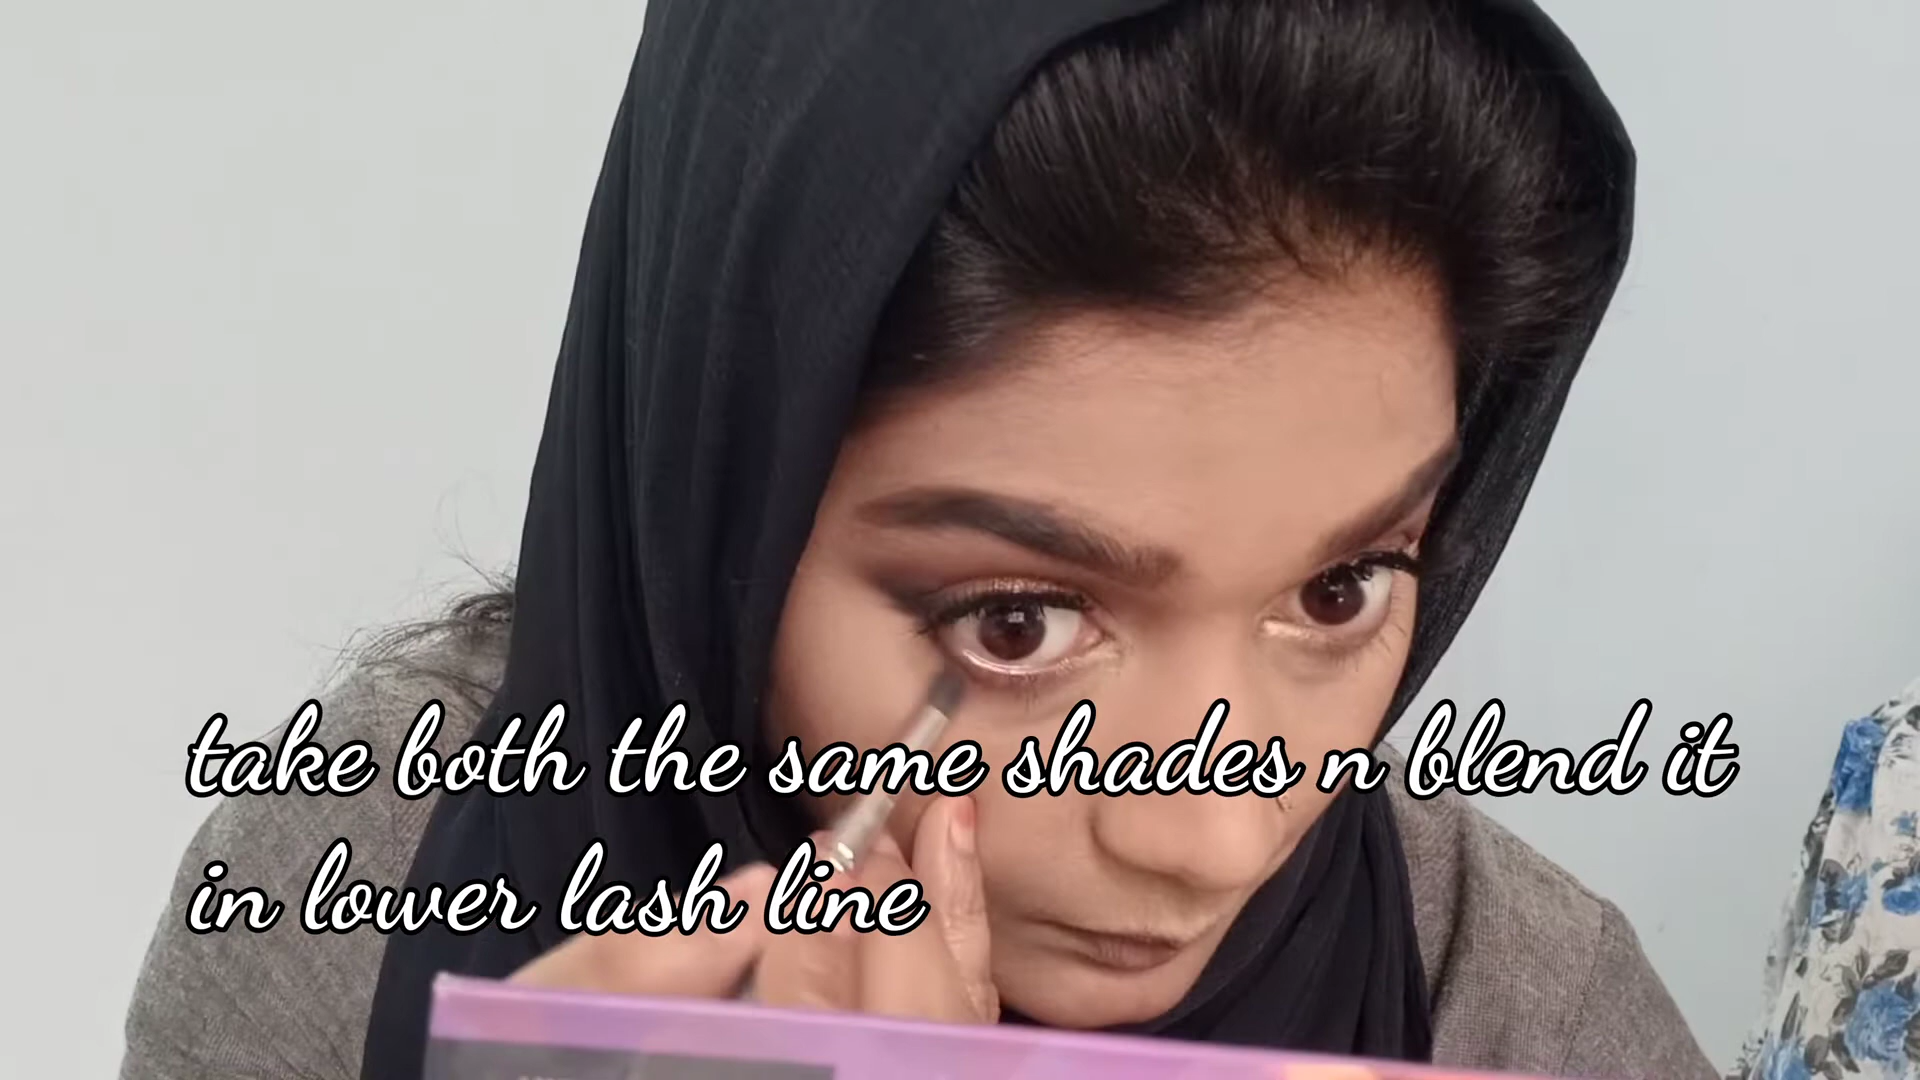 take both the same shades n blend it
in lower lash line